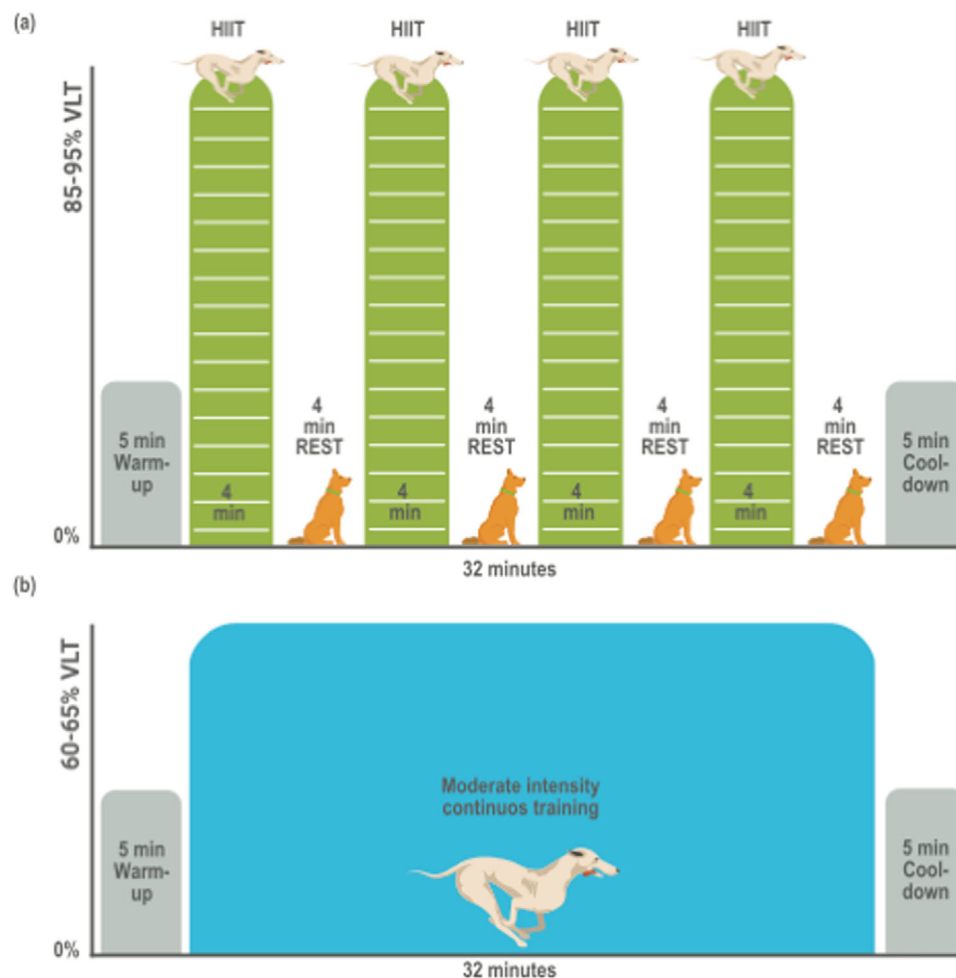 (a)
HIIT
HIIT
HIIT
HIIT
85-95% VLT
5 min
Warm-
up
4
min
4
min
REST
4
min
4
min
REST
4
min
4
min
REST
4
min
4
min
REST
5 min
Cool-
down
0%
32 minutes
(b)
60-65% VLT
Moderate intensity
continuos training
5 min
Warm-
up
5 min
Cool-
down
0%
32 minutes